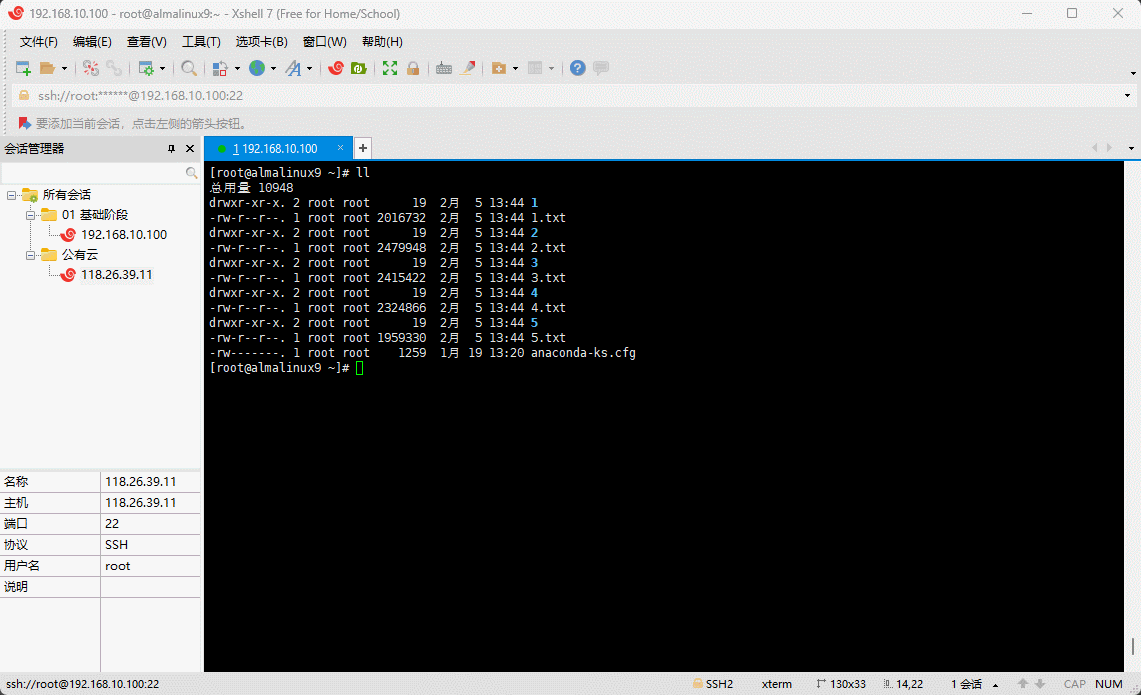 192.168.10.100 - root@almalinux9:~ - Xshell 7 (Free for Home/School)
文件(F) 编辑(E) 查看(V) 工具(T) 选项卡(B) 窗口(W) 帮助(H)
ssh://root:******@192.168.10.100:22
要添加当前会话，点击左侧的箭头按钮。
会话管理器
所有会话
01 基础阶段
192.168.10.100
公有云
118.26.39.11
名称 118.26.39.11
主机 118.26.39.11
端口 22
协议 SSH
用户名 root
说明
1 192.168.10.100 × +
[root@almalinux9 ~]# ll
总用量 10948
drwxr-xr-x. 2 root root      19  2月  5 13:44 1
-rw-r--r--. 1 root root 2016732  2月  5 13:44 1.txt
drwxr-xr-x. 2 root root      19  2月  5 13:44 2
-rw-r--r--. 1 root root 2479948  2月  5 13:44 2.txt
drwxr-xr-x. 2 root root      19  2月  5 13:44 3
-rw-r--r--. 1 root root 2415422  2月  5 13:44 3.txt
drwxr-xr-x. 2 root root      19  2月  5 13:44 4
-rw-r--r--. 1 root root 2324866  2月  5 13:44 4.txt
drwxr-xr-x. 2 root root      19  2月  5 13:44 5
-rw-r--r--. 1 root root 1959330  2月  5 13:44 5.txt
-rw-------. 1 root root    1259  1月 19 13:20 anaconda-ks.cfg
[root@almalinux9 ~]#
ssh://root@192.168.10.100:22 SSH2 xterm 130x33 14,22 1 会话 CAP NUM